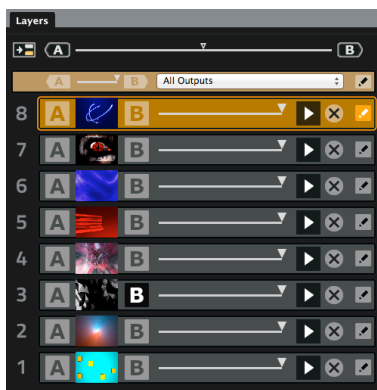 Layers
A B
A B All Outputs
8 A B
7 A B
6 A B
5 A B
4 A B
3 A B
2 A B
1 A B